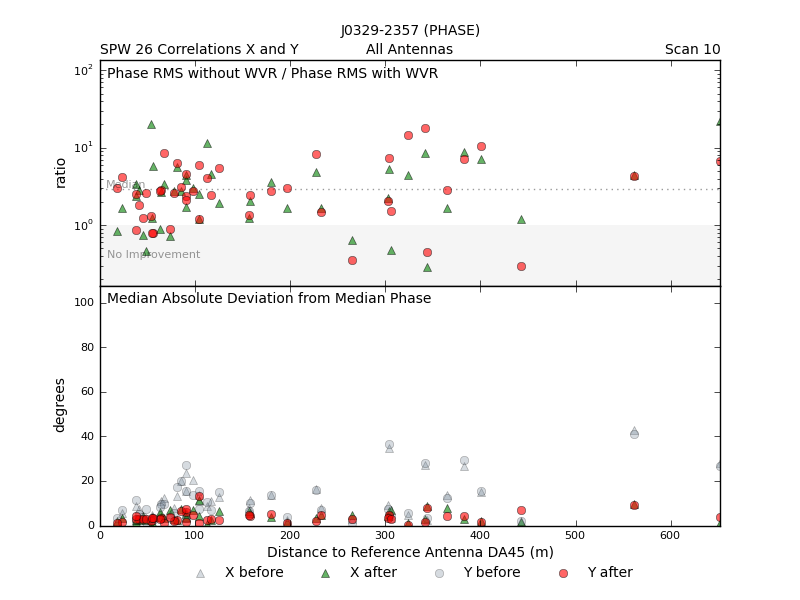 J0329-2357 (PHASE)
SPW 26 Correlations X and Y All Antennas Scan 10
Phase RMS without WVR / Phase RMS with WVR
10²
10¹
10⁰
ratio
Median
No Improvement
Median Absolute Deviation from Median Phase
100
80
60
40
20
0
degrees
0 100 200 300 400 500 600
Distance to Reference Antenna DA45 (m)
X before X after Y before Y after